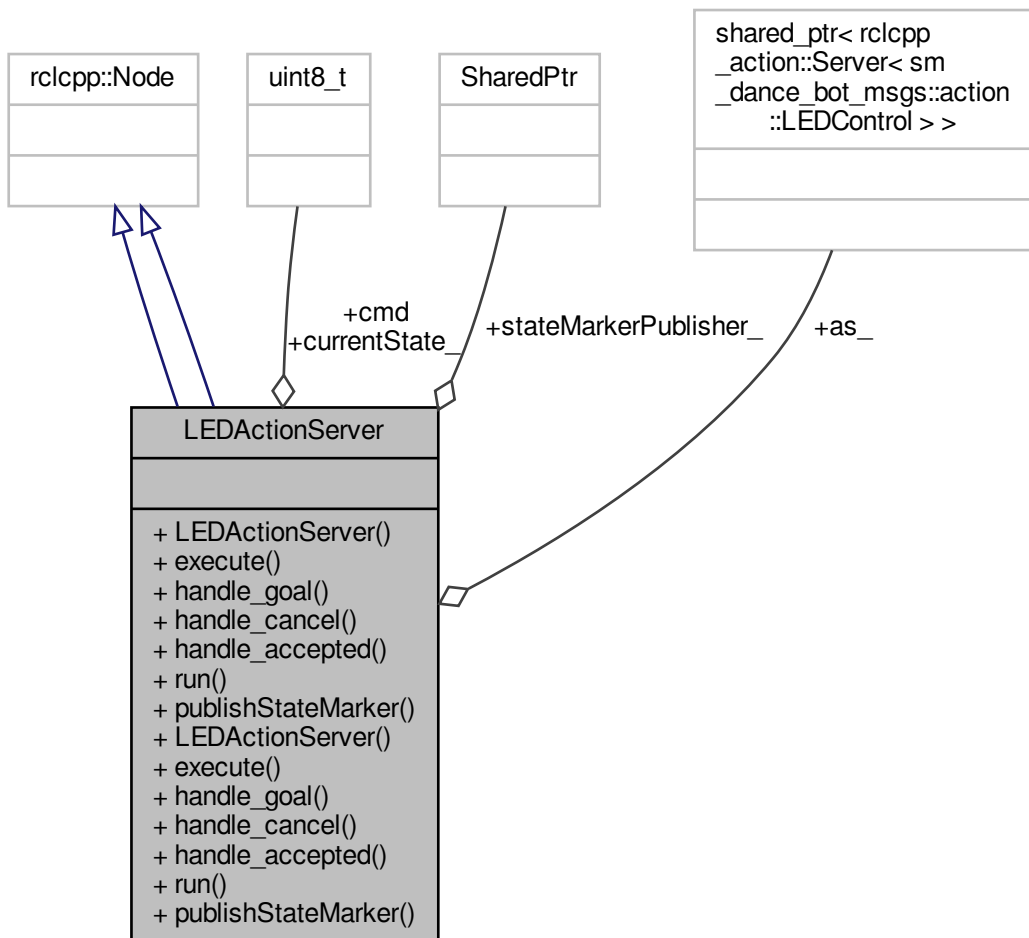 rclcpp::Node
uint8_t
SharedPtr
shared_ptr< rclcpp
_action::Server< sm
_dance_bot_msgs::action
::LEDControl > >
+cmd
+currentState_
+stateMarkerPublisher_
+as_
LEDActionServer
+ LEDActionServer()
+ execute()
+ handle_goal()
+ handle_cancel()
+ handle_accepted()
+ run()
+ publishStateMarker()
+ LEDActionServer()
+ execute()
+ handle_goal()
+ handle_cancel()
+ handle_accepted()
+ run()
+ publishStateMarker()